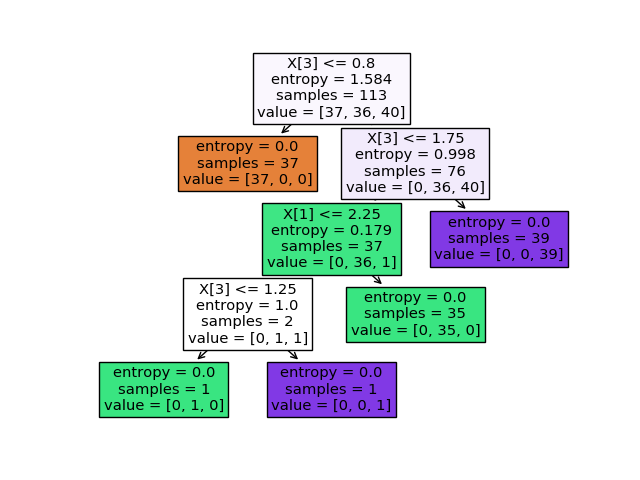 X[3] <= 0.8
entropy = 1.584
samples = 113
value = [37, 36, 40]
entropy = 0.0
samples = 37
value = [37, 0, 0]
X[3] <= 1.75
entropy = 0.998
samples = 76
value = [0, 36, 40]
X[1] <= 2.25
entropy = 0.179
samples = 37
value = [0, 36, 1]
entropy = 0.0
samples = 39
value = [0, 0, 39]
X[3] <= 1.25
entropy = 1.0
samples = 2
value = [0, 1, 1]
entropy = 0.0
samples = 35
value = [0, 35, 0]
entropy = 0.0
samples = 1
value = [0, 1, 0]
entropy = 0.0
samples = 1
value = [0, 0, 1]